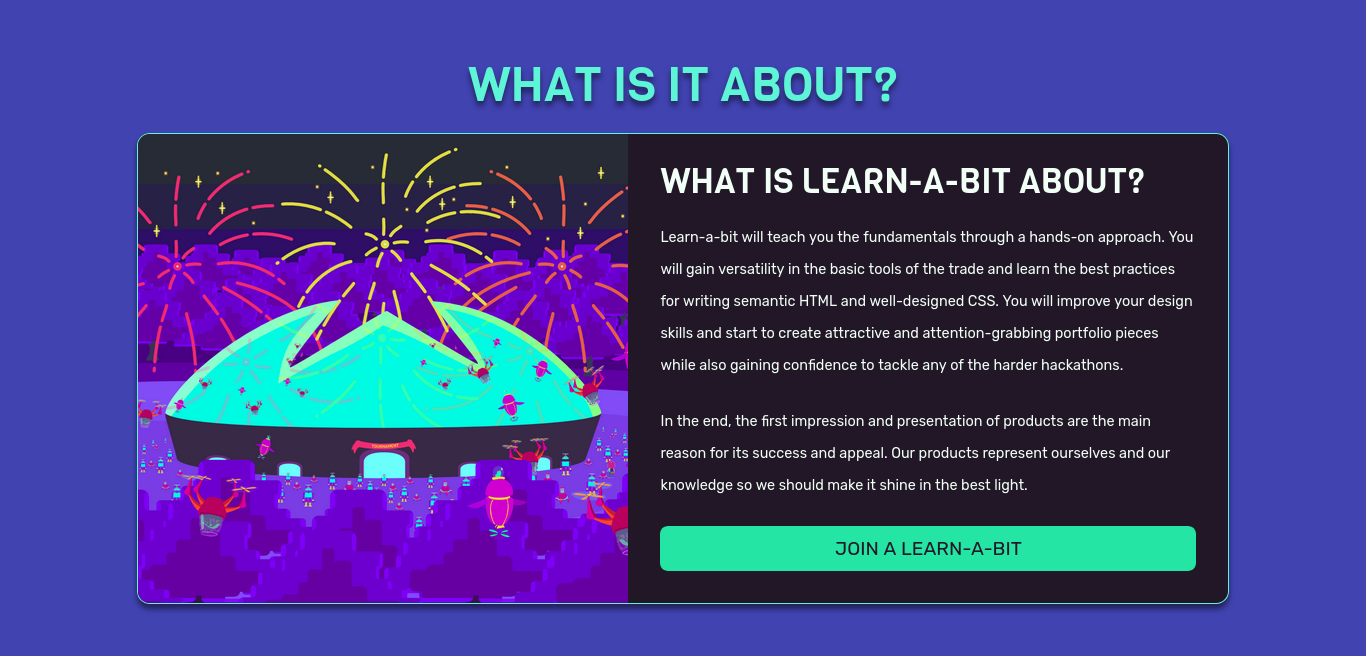 WHAT IS IT ABOUT?
TOURNAMENT
WHAT IS LEARN-A-BIT ABOUT?
Learn-a-bit will teach you the fundamentals through a hands-on approach. You
will gain versatility in the basic tools of the trade and learn the best practices
for writing semantic HTML and well-designed CSS. You will improve your design
skills and start to create attractive and attention-grabbing portfolio pieces
while also gaining confidence to tackle any of the harder hackathons.
In the end, the first impression and presentation of products are the main
reason for its success and appeal. Our products represent ourselves and our
knowledge so we should make it shine in the best light.
JOIN A LEARN-A-BIT